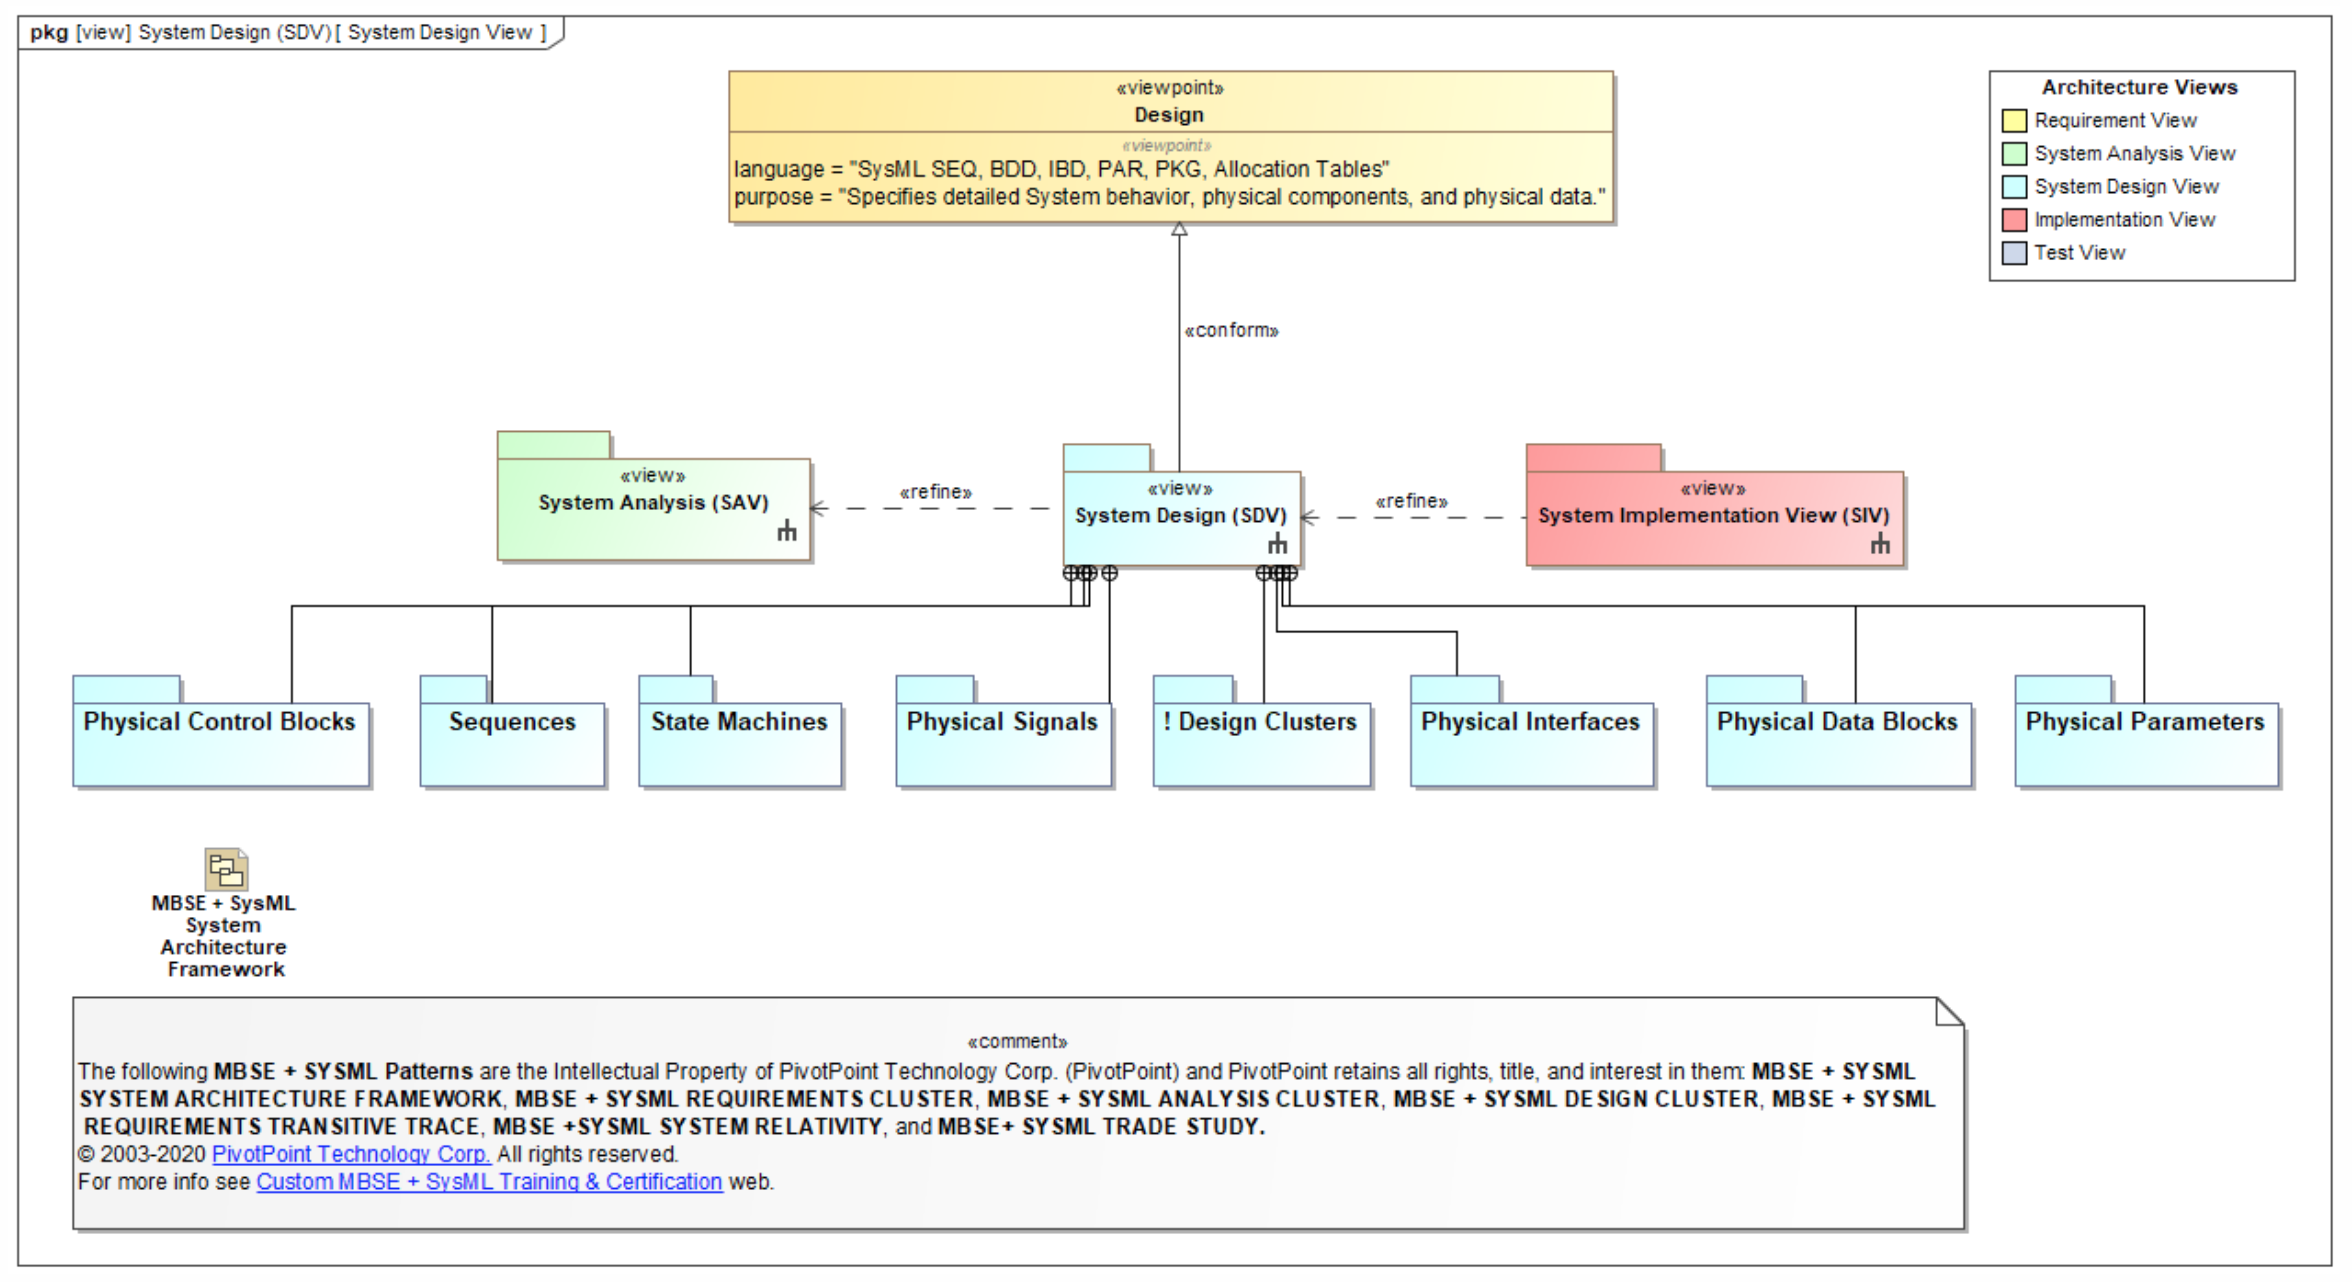 pkg [view] System Design (SDV) [ System Design View ]
«viewpoint»
Design
«viewpoint»
language = "SysML SEQ, BDD, IBD, PAR, PKG, Allocation Tables"
purpose = "Specifies detailed System behavior, physical components, and physical data."
Architecture Views
Requirement View
System Analysis View
System Design View
Implementation View
Test View
«conform»
«view»
System Analysis (SAV)
«refine»
«view»
System Design (SDV)
«refine»
«view»
System Implementation View (SIV)
Physical Control Blocks
Sequences
State Machines
Physical Signals
! Design Clusters
Physical Interfaces
Physical Data Blocks
Physical Parameters
MBSE + SysML
System
Architecture
Framework
«comment»
The following MBSE + SYSML Patterns are the Intellectual Property of PivotPoint Technology Corp. (PivotPoint) and PivotPoint retains all rights, title, and interest in them: MBSE + SYSML
SYSTEM ARCHITECTURE FRAMEWORK, MBSE + SYSML REQUIREMENTS CLUSTER, MBSE + SYSML ANALYSIS CLUSTER, MBSE + SYSML DESIGN CLUSTER, MBSE + SYSML
REQUIREMENTS TRANSITIVE TRACE, MBSE +SYSML SYSTEM RELATIVITY, and MBSE+ SYSML TRADE STUDY.
© 2003-2020 PivotPoint Technology Corp. All rights reserved.
For more info see Custom MBSE + SysML Training & Certification web.